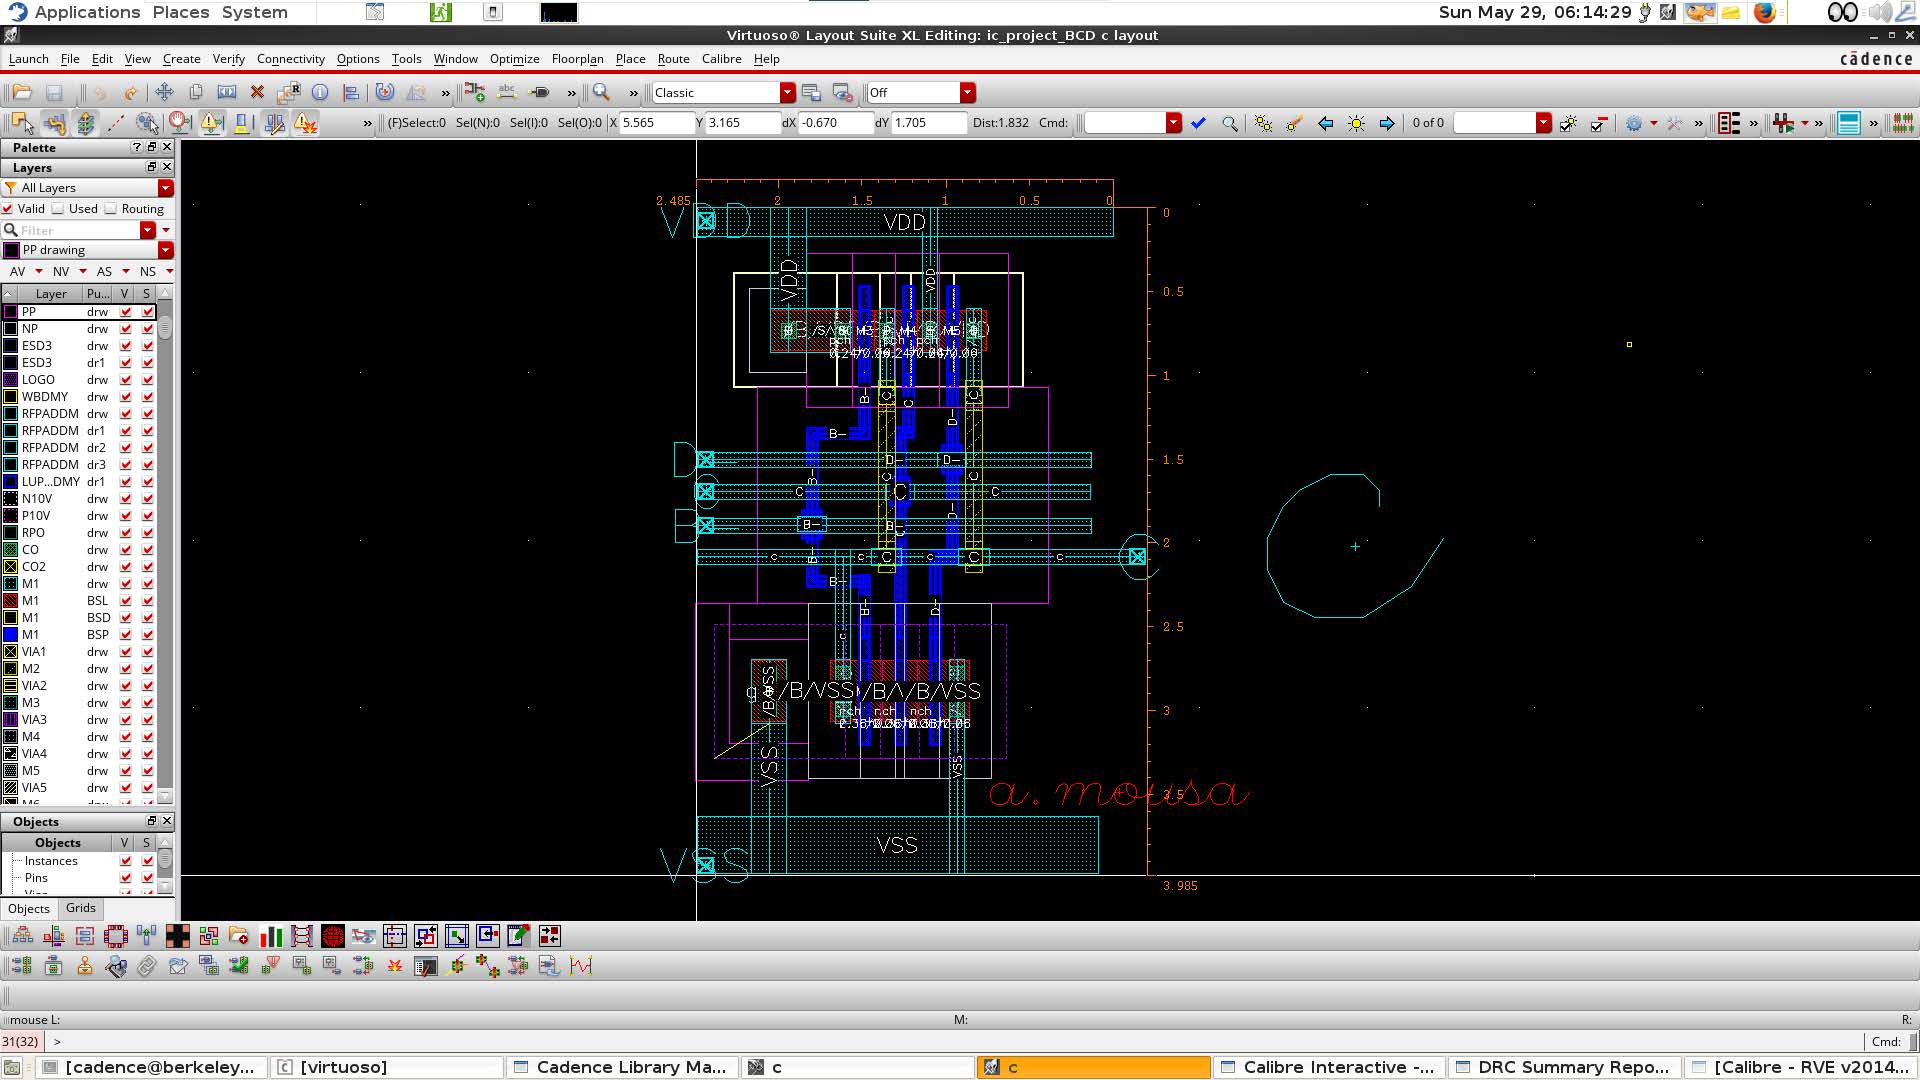 Applications Places System
Sun May 29, 06:14:29
Virtuoso® Layout Suite XL Editing: ic_project_BCD c layout
Launch File Edit View Create Verify Connectivity Options Tools Window Optimize Floorplan Place Route Calibre Help
cādence
Classic
Off
(F)Select:0 Sel(N):0 Sel(I):0 Sel(O):0 X 5.565 Y 3.165 dX -0.670 dY 1.705 Dist:1.832 Cmd:
0 of 0
Palette
Layers
All Layers
Valid Used Routing
Filter
PP drawing
AV NV AS NS
Layer Pu... V S
PP drw
NP drw
ESD3 drw
ESD3 dr1
LOGO drw
WBDMY drw
RFPADDM drw
RFPADDM dr1
RFPADDM dr2
RFPADDM dr3
LUP...DMY dr1
N10V drw
P10V drw
RPO drw
CO drw
CO2 drw
M1 drw
M1 BSL
M1 BSD
M1 BSP
VIA1 drw
M2 drw
VIA2 drw
M3 drw
VIA3 drw
M4 drw
VIA4 drw
M5 drw
VIA5 drw
Objects
Objects V S
Instances
Pins
Objects Grids
2.485 2 1.5 1 0.5 0
VDD
VDD
VDD
VDD
0
0.5
1
1.5
2
2.5
3
3.5
3.985
D
C
B
C
VSS
VSS
VSS
VSS
a.mousa
mouse L:
M:
R:
31(32) >
Cmd:
[cadence@berkeley...
[virtuoso]
Cadence Library Ma...
c
c
Calibre Interactive -...
DRC Summary Repo...
[Calibre - RVE v2014...